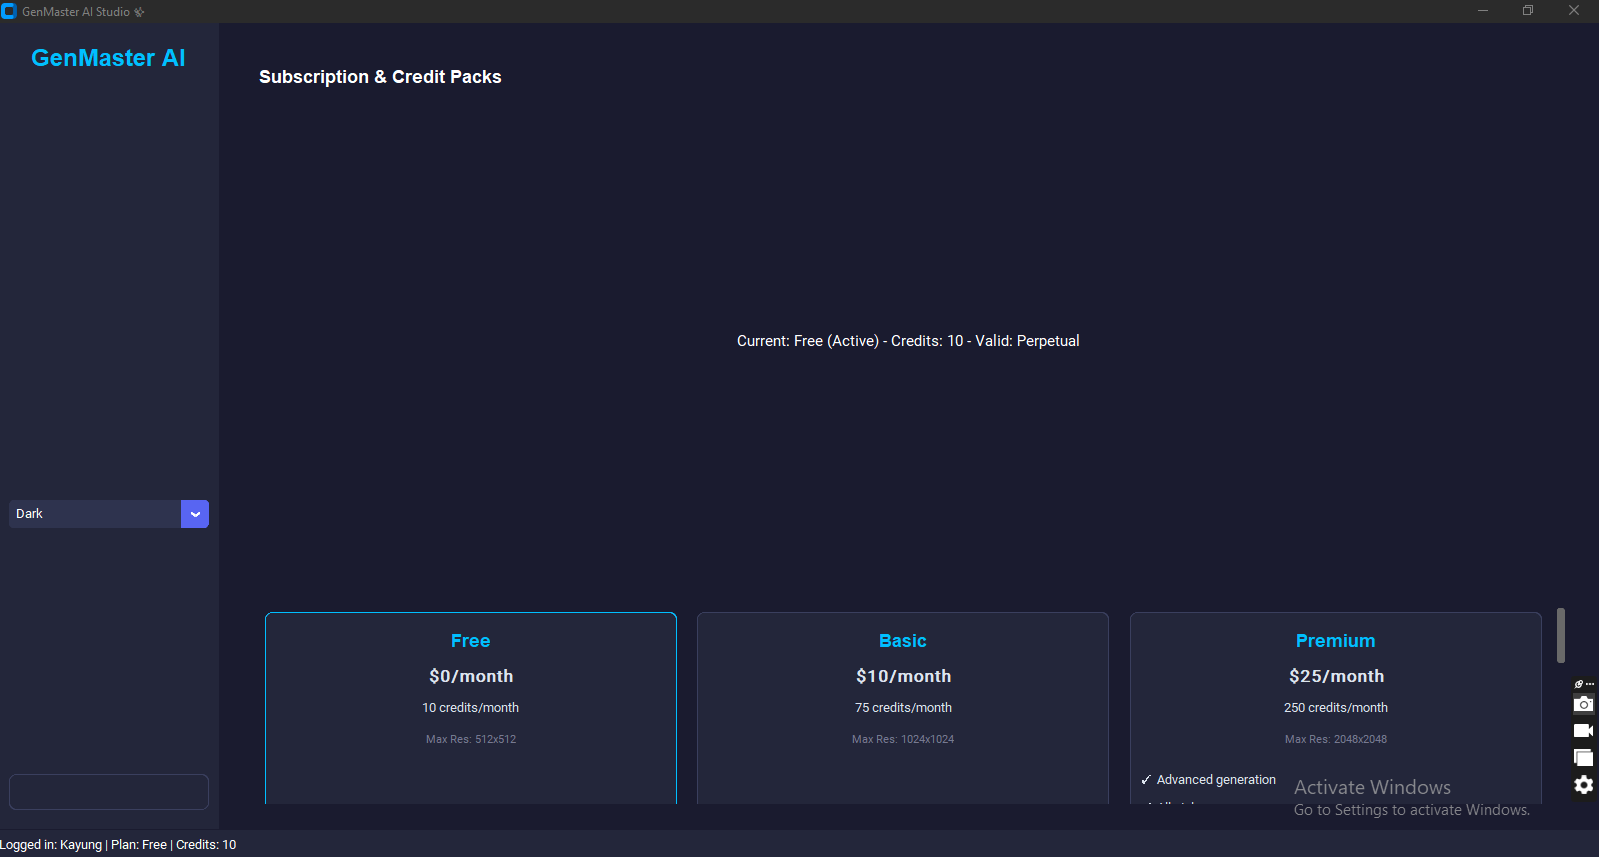 GenMaster AI Studio
GenMaster AI
Subscription & Credit Packs
Current: Free (Active) - Credits: 10 - Valid: Perpetual
Dark
Free
$0/month
10 credits/month
Max Res: 512x512
Basic
$10/month
75 credits/month
Max Res: 1024x1024
Premium
$25/month
250 credits/month
Max Res: 2048x2048
✓ Advanced generation
Activate Windows
Go to Settings to activate Windows.
Logged in: Kayung | Plan: Free | Credits: 10